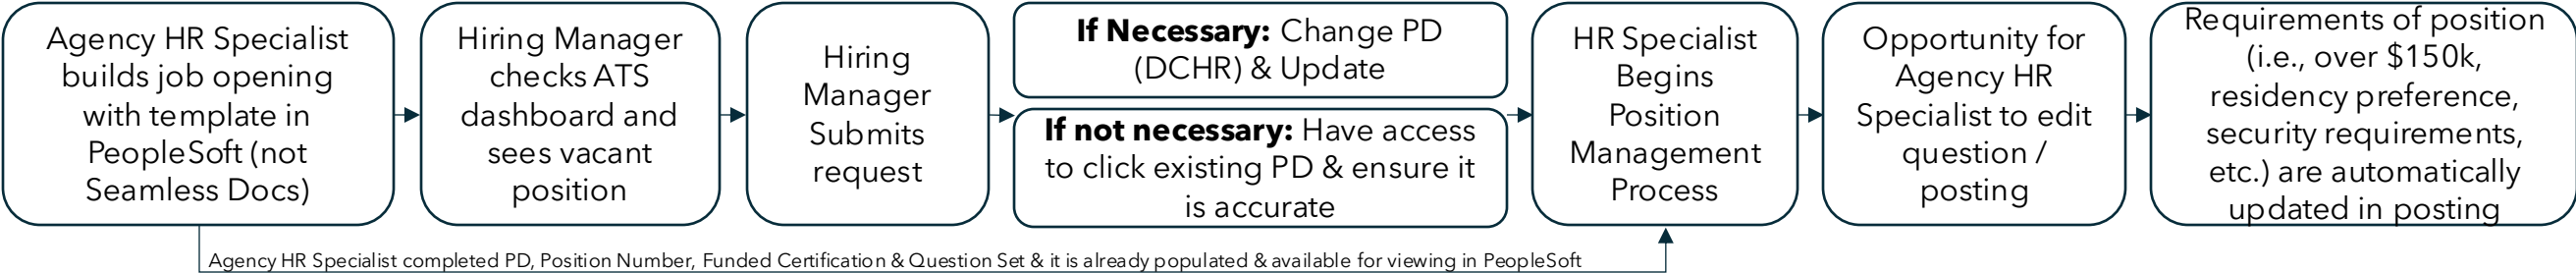 Agency HR Specialist
builds job opening
with template in
PeopleSoft (not
Seamless Docs)
Hiring Manager
checks ATS
dashboard and
sees vacant
position
Hiring
Manager
Submits
request
If Necessary: Change PD
(DCHR) & Update
If not necessary: Have access
to click existing PD & ensure it
is accurate
HR Specialist
Begins
Position
Management
Process
Opportunity for
Agency HR
Specialist to edit
question /
posting
Requirements of position
(i.e., over $150k,
residency preference,
security requirements,
etc.) are automatically
updated in posting
Agency HR Specialist completed PD, Position Number, Funded Certification & Question Set & it is already populated & available for viewing in PeopleSoft